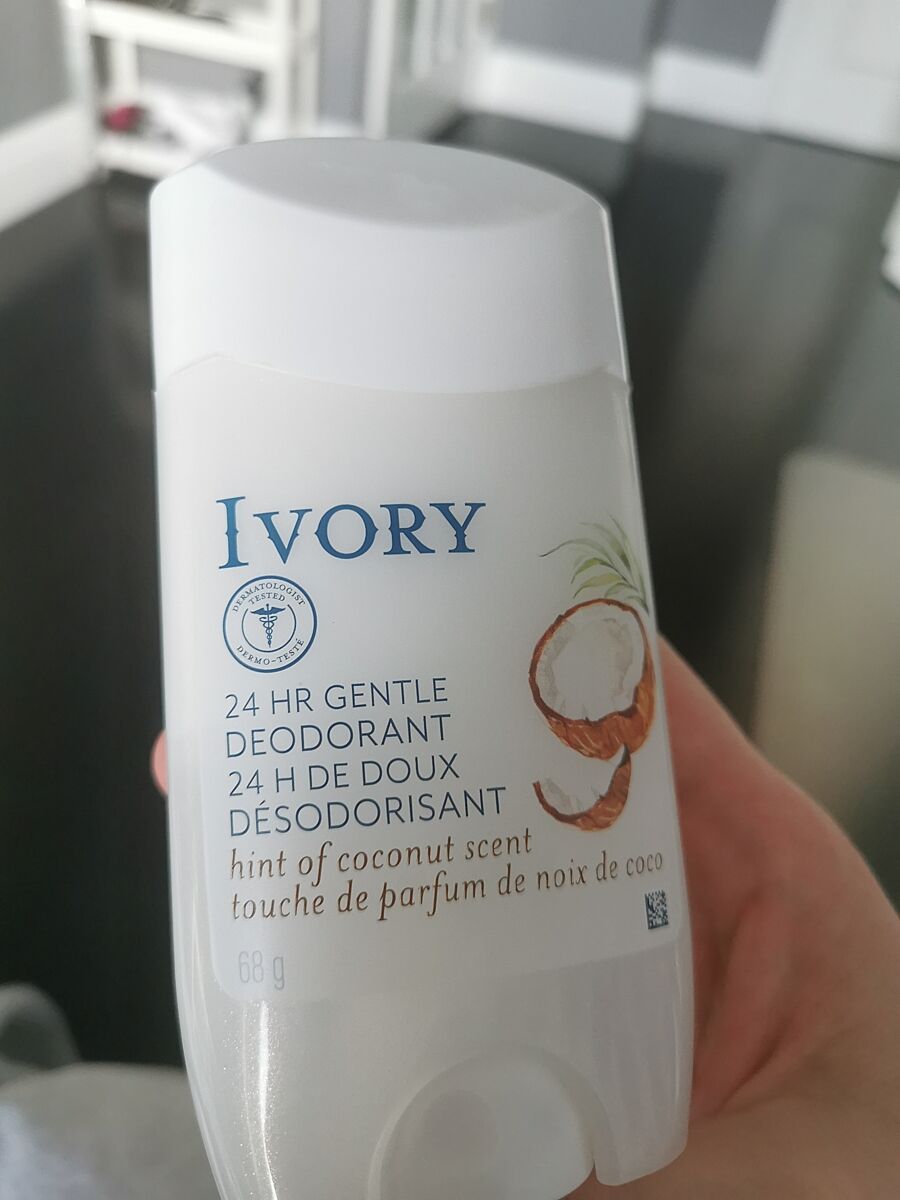 IVORY
DERMATOLOGIST
TESTED
DERMO-TESTÉ
24 HR GENTLE
DEODORANT
24 H DE DOUX
DÉSODORISANT
hint of coconut scent
touche de parfum de noix de coco
68 g